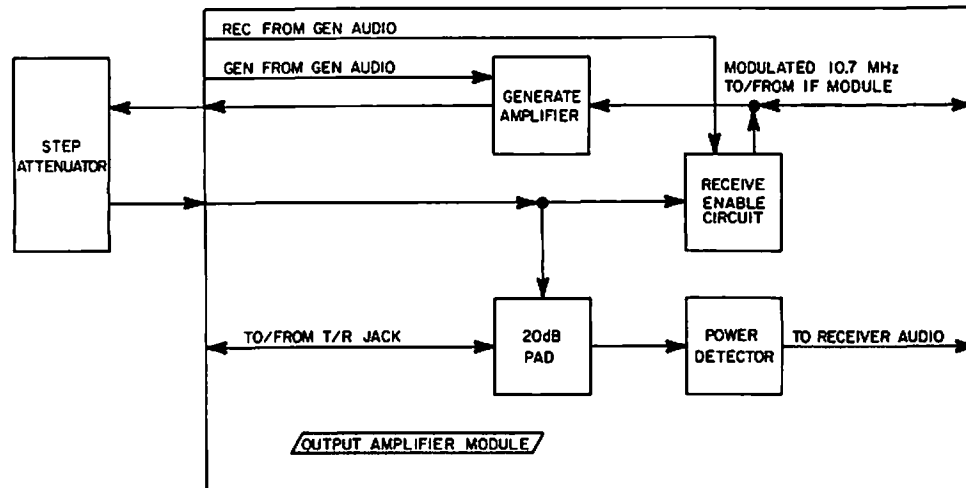 REC FROM GEN AUDIO
GEN FROM GEN AUDIO
GENERATE
AMPLIFIER
MODULATED 10.7 MHz
TO/FROM IF MODULE
STEP
ATTENUATOR
RECEIVE
ENABLE
CIRCUIT
TO/FROM T/R JACK
20dB
PAD
POWER
DETECTOR
TO RECEIVER AUDIO
OUTPUT AMPLIFIER MODULE